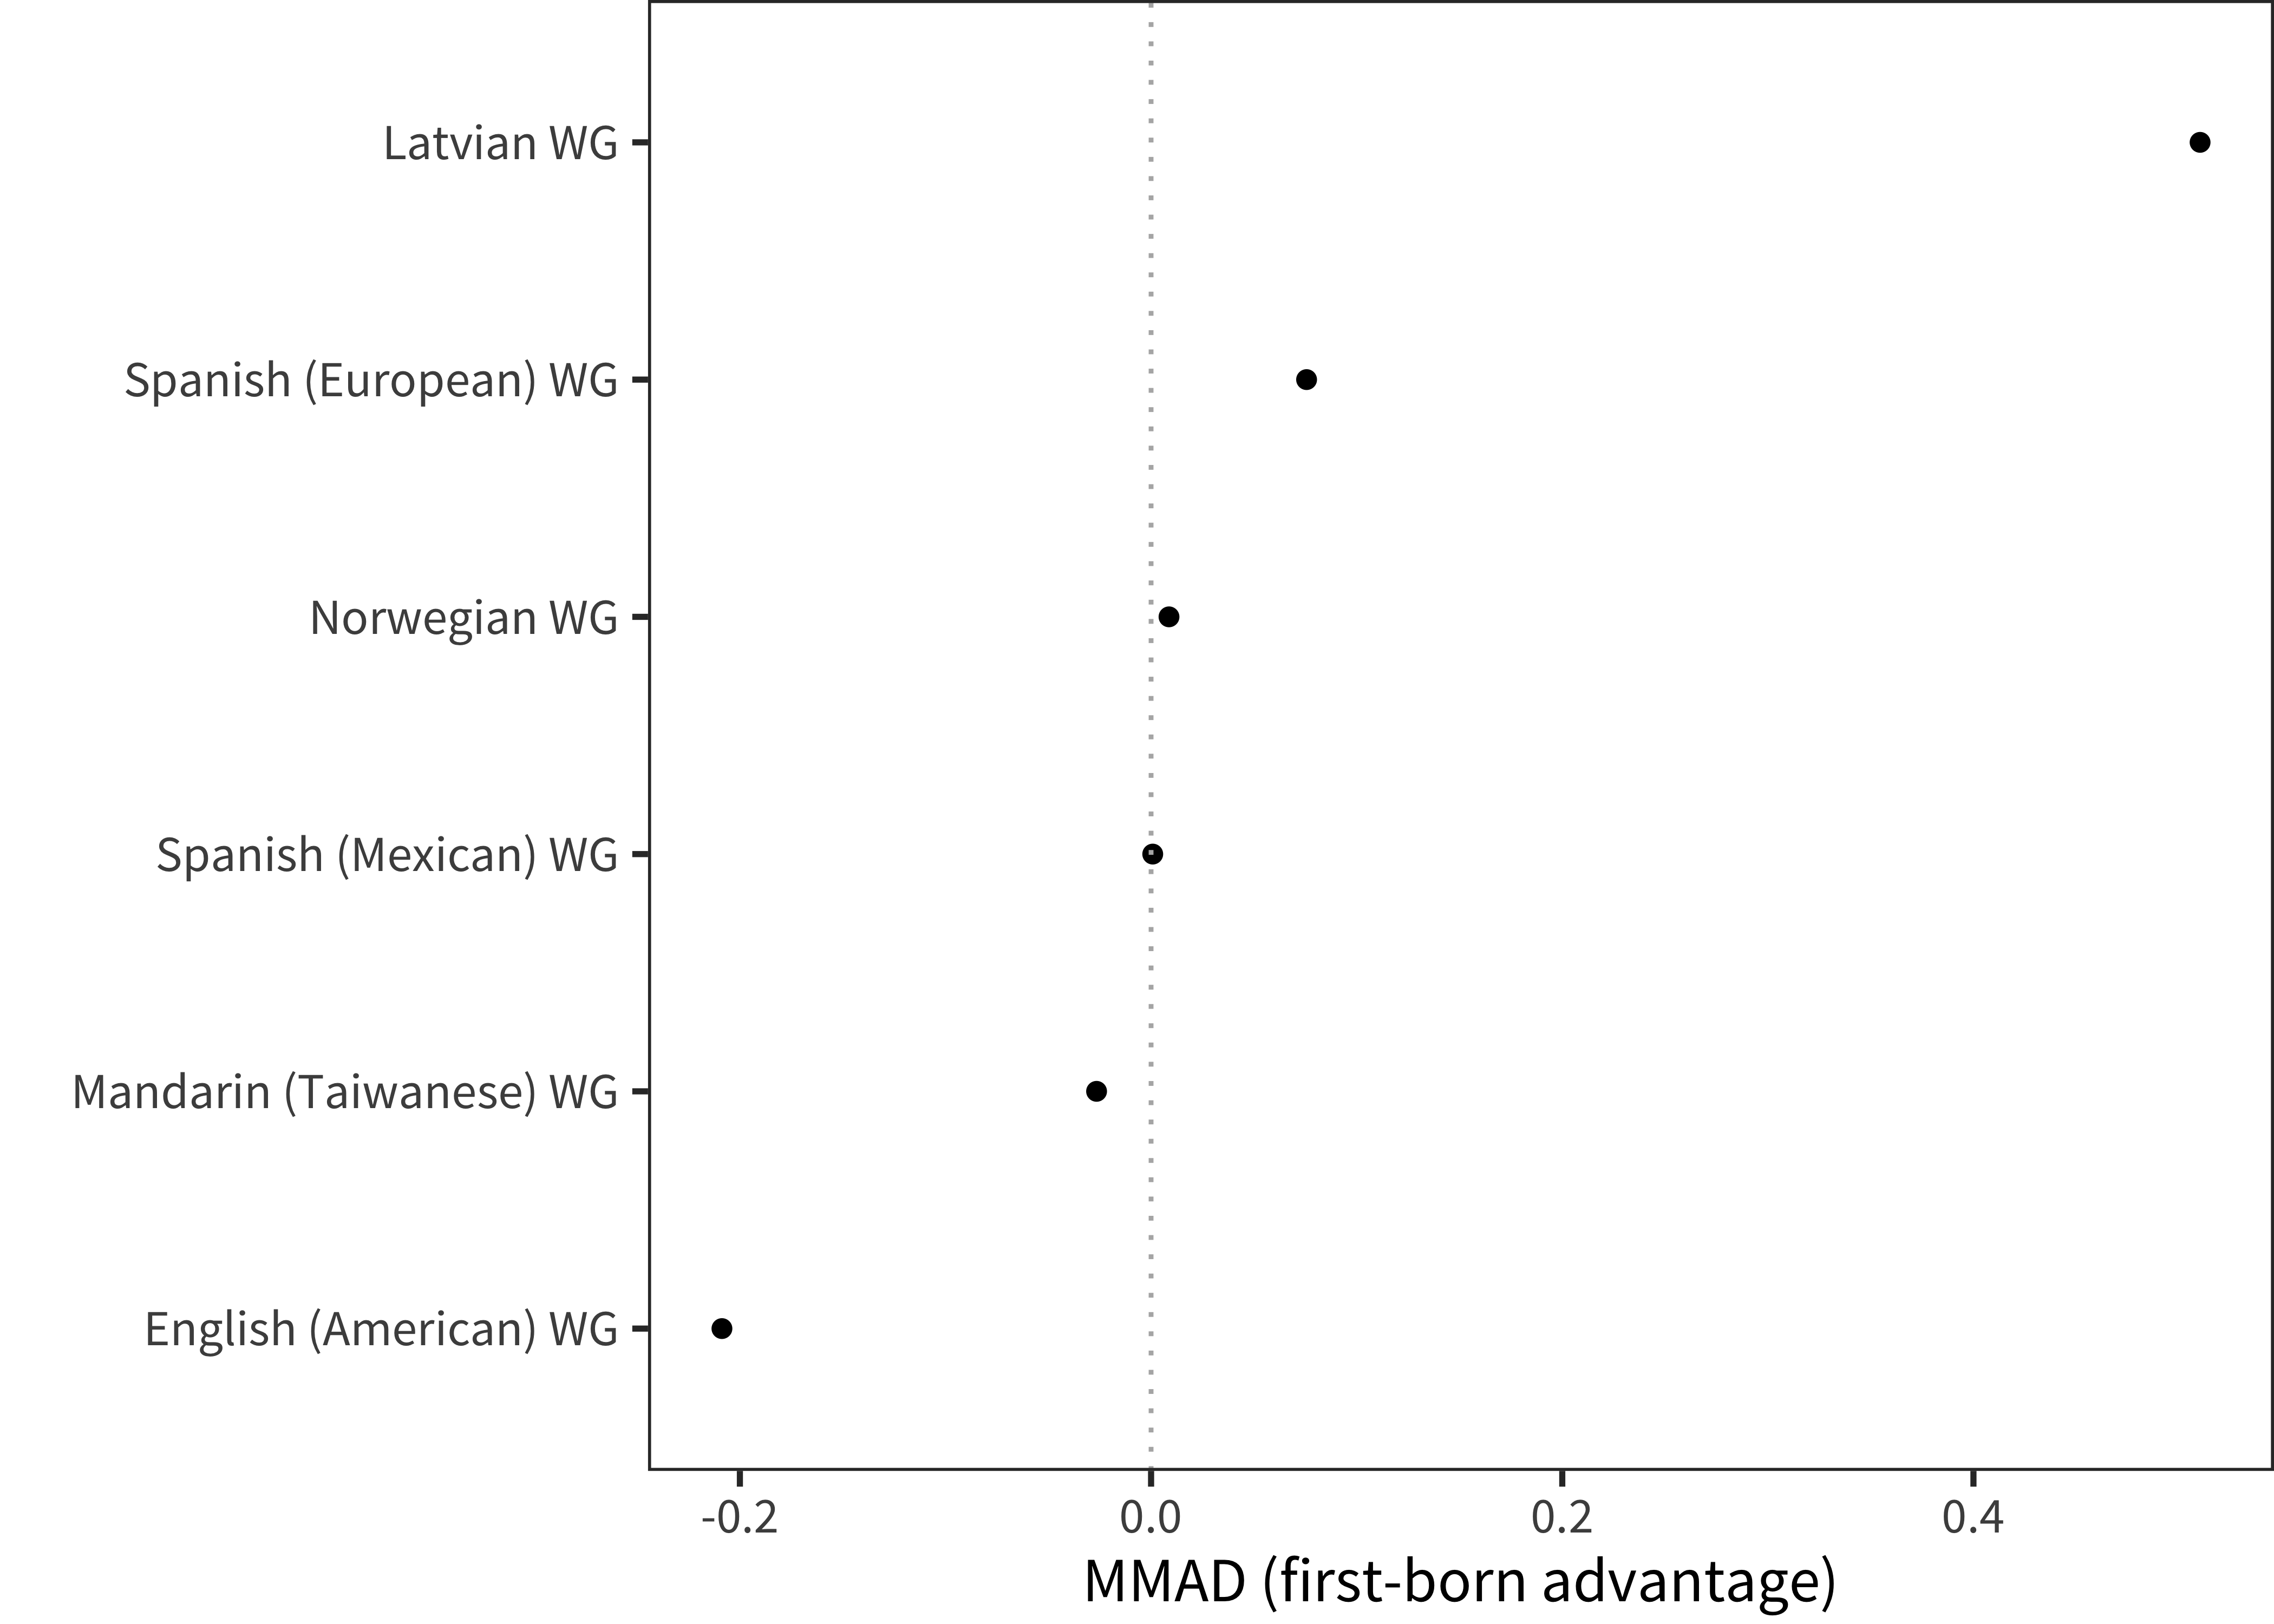 Latvian WG
Spanish (European) WG
Norwegian WG
Spanish (Mexican) WG
Mandarin (Taiwanese) WG
English (American) WG
-0.2 0.0 0.2 0.4
MMAD (first-born advantage)